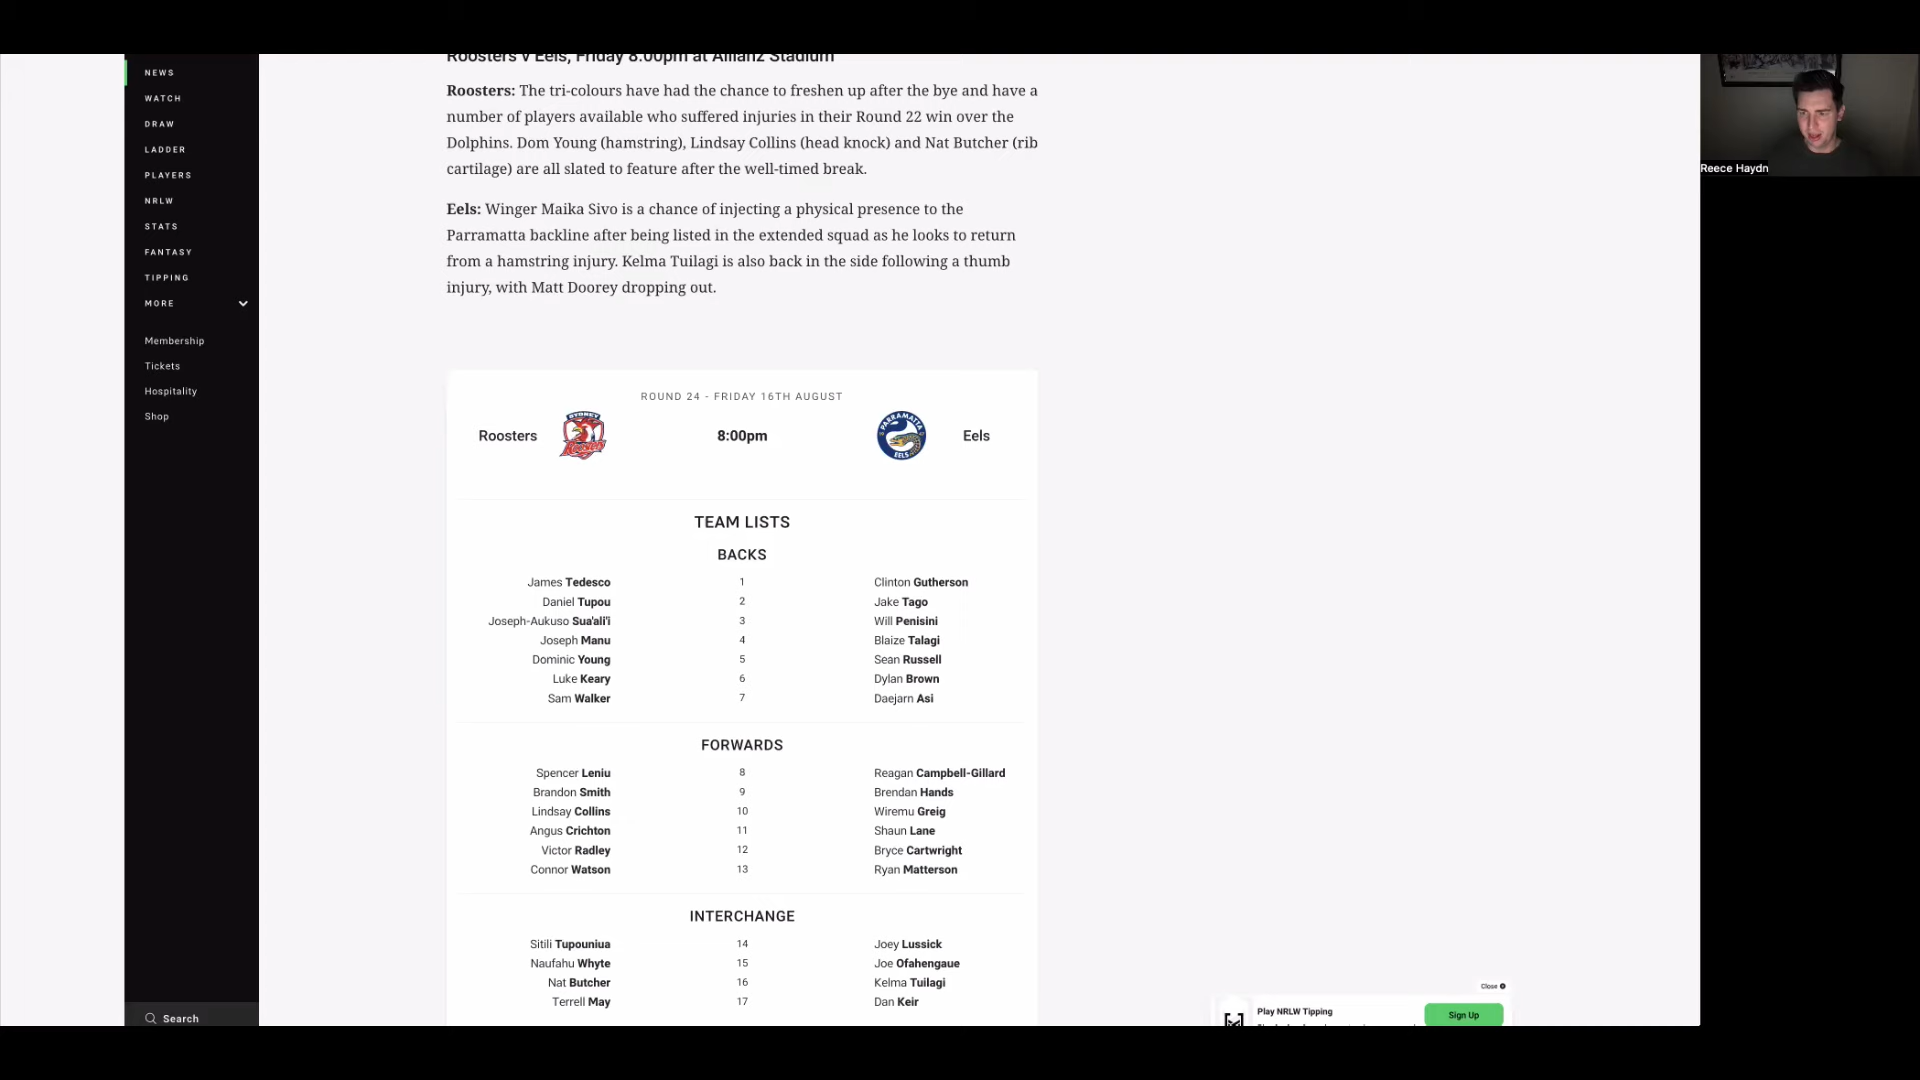 NEWS
WATCH
DRAW
LADDER
PLAYERS
NRLW
STATS
FANTASY
TIPPING
MORE
Membership
Tickets
Hospitality
Shop
Search
Roosters v Eels, Friday 8:00pm at Allianz Stadium
Roosters: The tri-colours have had the chance to freshen up after the bye and have a
number of players available who suffered injuries in their Round 22 win over the
Dolphins. Dom Young (hamstring), Lindsay Collins (head knock) and Nat Butcher (rib
cartilage) are all slated to feature after the well-timed break.
Eels: Winger Maika Sivo is a chance of injecting a physical presence to the
Parramatta backline after being listed in the extended squad as he looks to return
from a hamstring injury. Kelma Tuilagi is also back in the side following a thumb
injury, with Matt Doorey dropping out.
ROUND 24 - FRIDAY 16TH AUGUST
Roosters SYDNEY Roosters 8:00pm PARRAMATTA EELS Eels
TEAM LISTS
BACKS
James Tedesco 1 Clinton Gutherson
Daniel Tupou 2 Jake Tago
Joseph-Aukuso Sua'ali'i 3 Will Penisini
Joseph Manu 4 Blaize Talagi
Dominic Young 5 Sean Russell
Luke Keary 6 Dylan Brown
Sam Walker 7 Daejarn Asi
FORWARDS
Spencer Leniu 8 Reagan Campbell-Gillard
Brandon Smith 9 Brendan Hands
Lindsay Collins 10 Wiremu Greig
Angus Crichton 11 Shaun Lane
Victor Radley 12 Bryce Cartwright
Connor Watson 13 Ryan Matterson
INTERCHANGE
Sitili Tupouniua 14 Joey Lussick
Naufahu Whyte 15 Joe Ofahengaue
Nat Butcher 16 Kelma Tuilagi
Terrell May 17 Dan Keir
Close
Play NRLW Tipping
Sign Up
Reece Haydn